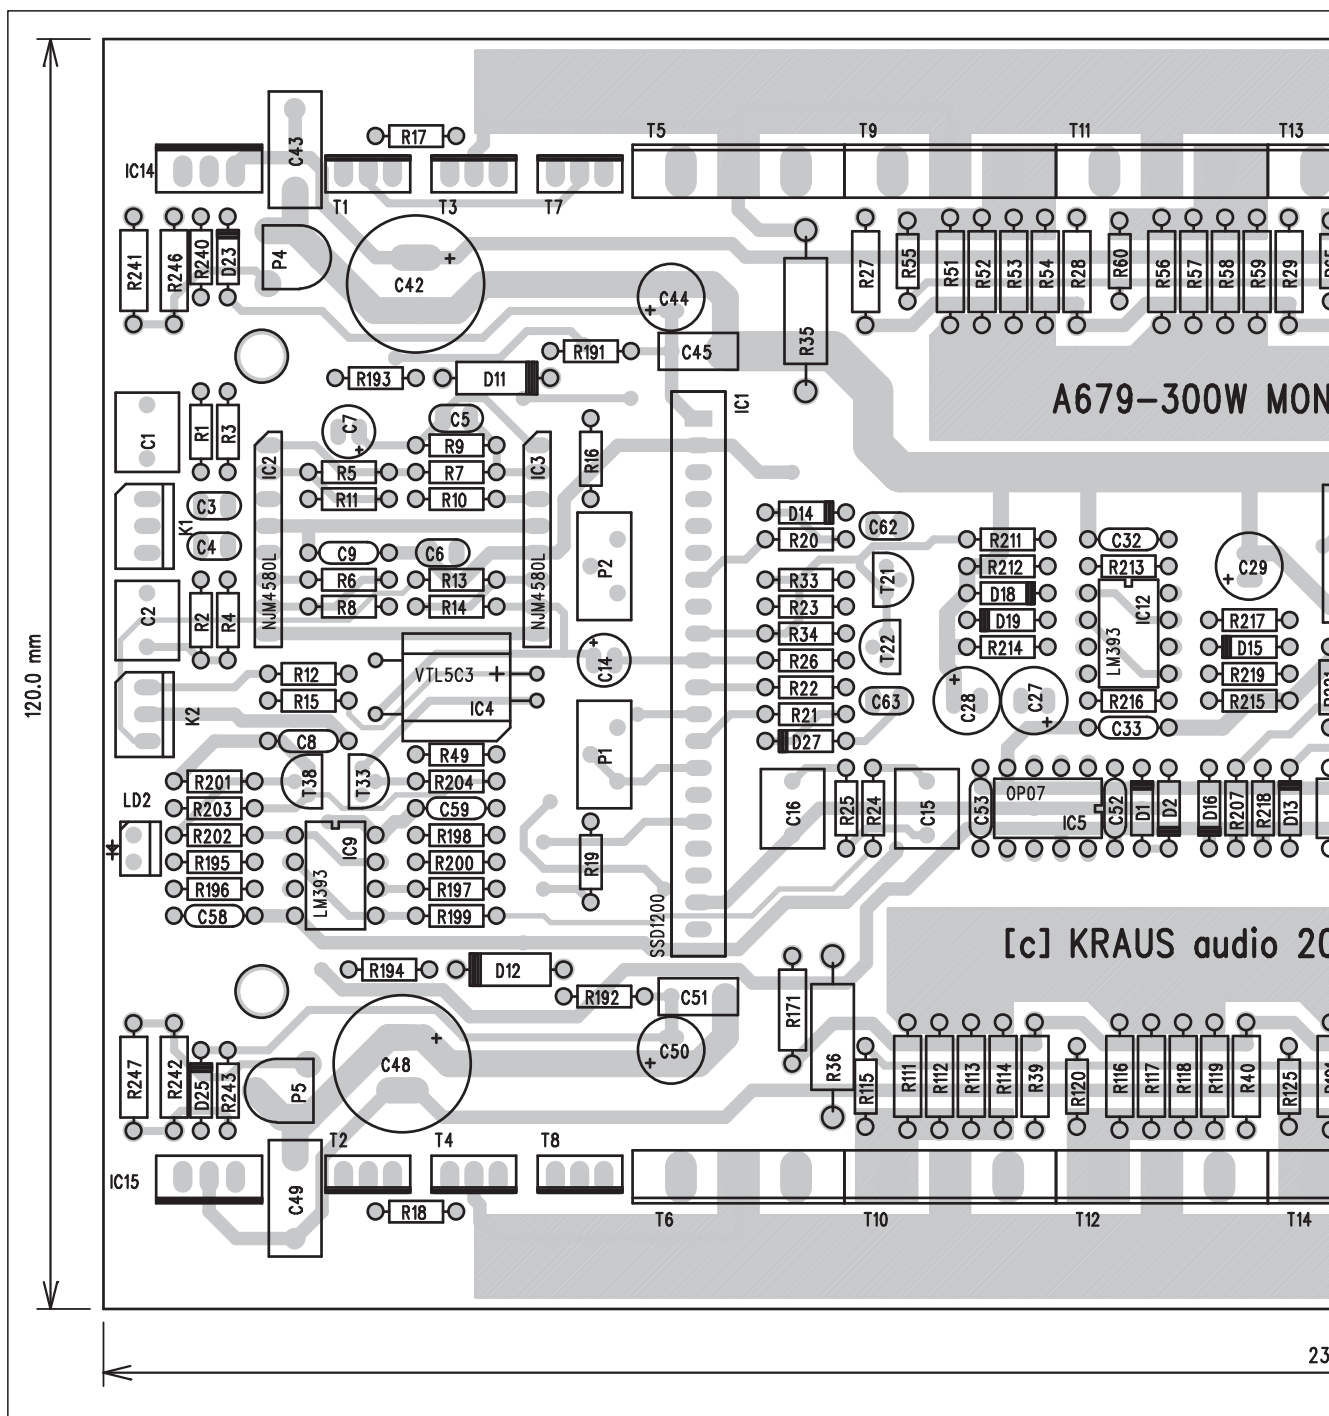 T5 T9 T11 T13
R17
IC14 C43
T1 T3 T7
R241 R246 R240 D23 P4 C42 C44 R35 R27 R55 R51 R52 R53 R54 R28 R60 R56 R57 R58 R59 R29
R191 C45
R193 D11
A679-300W MON
C1 R1 R3 C7 C5 IC1
R9
IC2 R5 R7 IC3 R16
R11 R10
C3 K1 D14 C62
C4 R20 R211 C32
C9 C6 P2 R212 R213 C29
R6 R13 R33 T21
NJM4580L NJM4580L
C2 R2 R4 R8 R14 R23 D18 IC12
R34 D19 LM393 R217
T22 R214 D15
VTL5C3 C14 R26
R12 R22 R219
R15 IC4 C63 C28 C27 R216 R215
K2 R21 C33
C8 D27
R49 P1
R201 T38 T33 R204 C16 R25 R24 C15 C53 OP07 C52 D1 D2 D16 R207 R218 D13
LD2 R203 C59 IC5
R202 IC9 R198
R195 R200 R19
R196 LM393 R197
C58 R199 SSD1200
[c] KRAUS audio 20
R194 D12
R192 C51 R171
R247 R242 D25 R243 P5 C48 C50 R36 R115 R111 R112 R113 R114 R39 R120 R116 R117 R118 R119 R40 R125
T2 T4 T8
IC15 C49
R18
T6 T10 T12 T14
120.0 mm
23